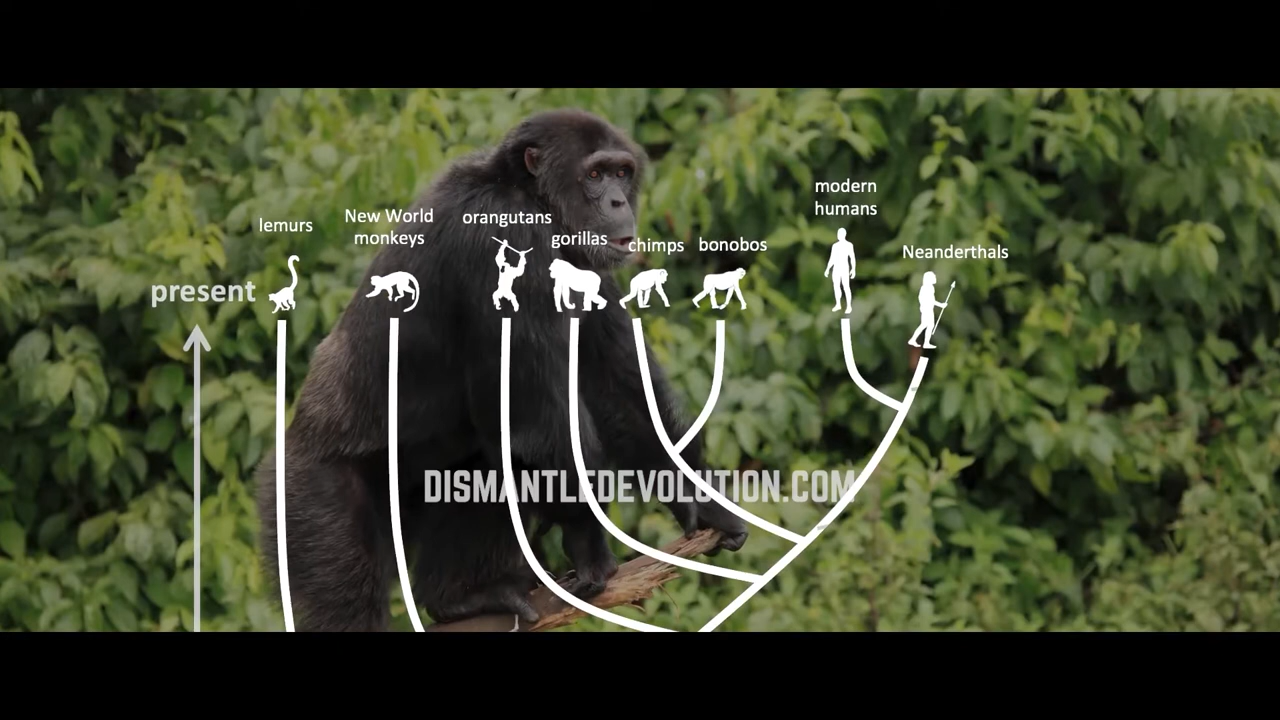 modern
humans
New World
monkeys
lemurs
orangutans
gorillas
chimps
bonobos
Neanderthals
present
DISMANTLEDEVOLUTION.COM